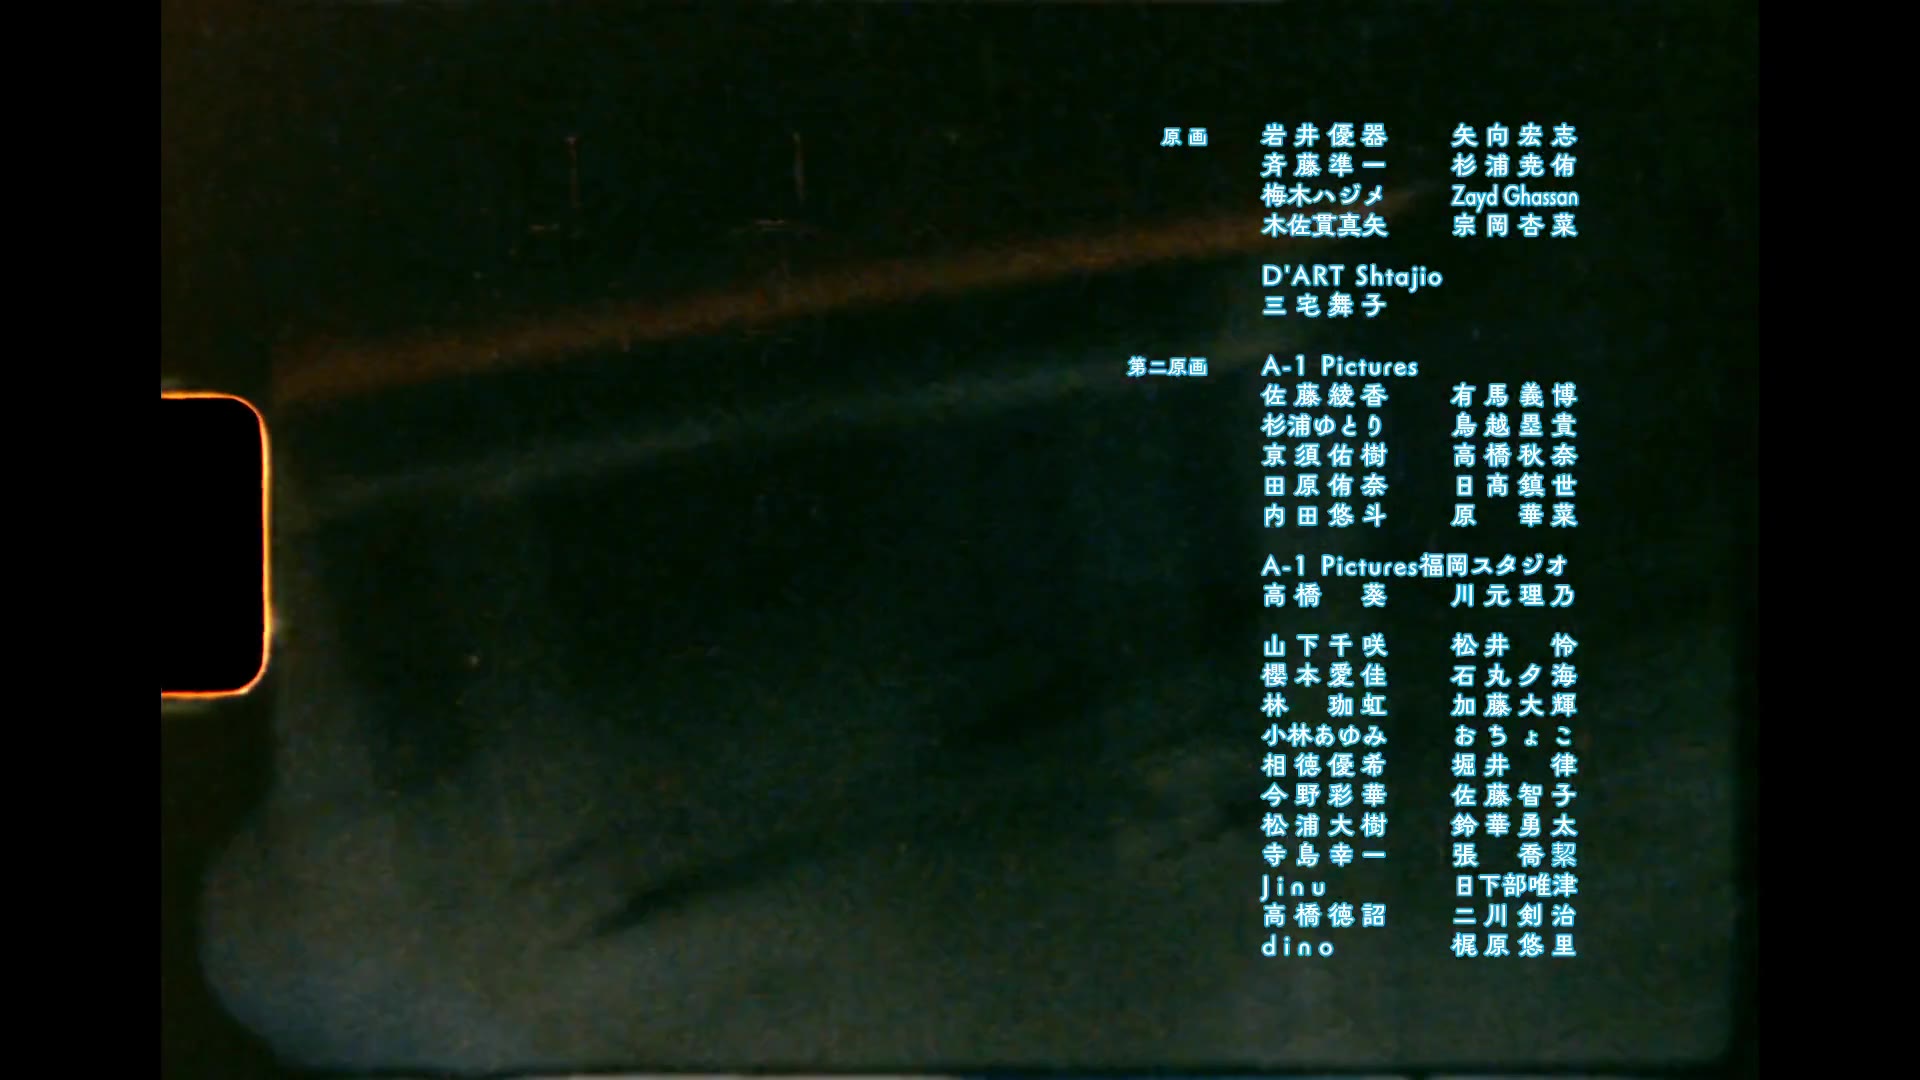 原画 岩井優器 矢向宏志
斉藤準一 杉浦尭侑
梅木ハジメ Zayd Ghassan
木佐貫真矢 宗岡杏菜
D'ART Shtajio
三宅舞子
第二原画 A-1 Pictures
佐藤綾香 有馬義博
杉浦ゆとり 鳥越塁貴
京須佑樹 高橋秋奈
田原侑奈 日髙鎮世
内田悠斗 原 華菜
A-1 Pictures福岡スタジオ
高橋 葵 川元理乃
山下千咲 松井 怜
櫻本愛佳 石丸夕海
林 珈虹 加藤大輝
小林あゆみ おちょこ
相徳優希 堀井 律
今野彩華 佐藤智子
松浦大樹 鈴華勇太
寺島幸一 張 喬
Jinu 日下部唯津
高橋徳詔 二川剣治
dino 梶原悠里